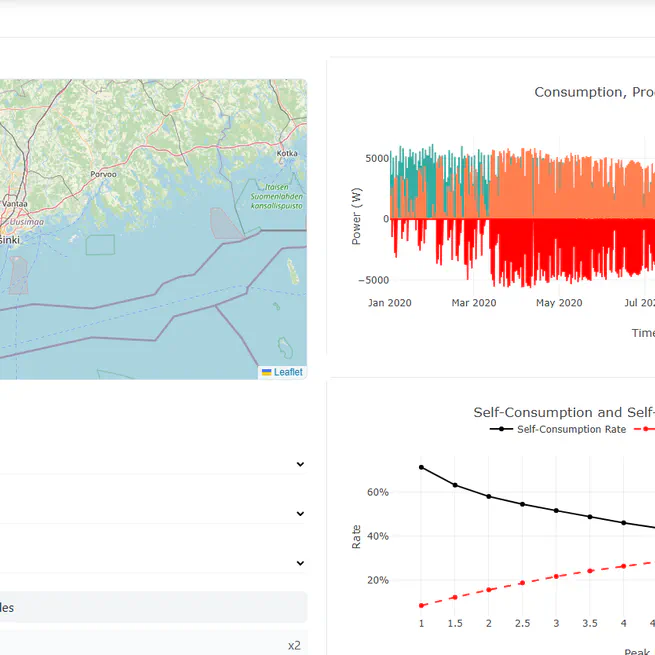 Kotka
Porvoo
Itäisen
Suomenlahden
kansallispuisto
Vantaa
Uusimaa
sinki
Leaflet
les
x2
Consumption, Pro
5000
0
−5000
Power (W)
Jan 2020
Mar 2020
May 2020
Jul 20
Time
Self-Consumption and Self-
Self-Consumption Rate
60%
40%
20%
Rate
1
1.5
2
2.5
3
3.5
4
4
Peak